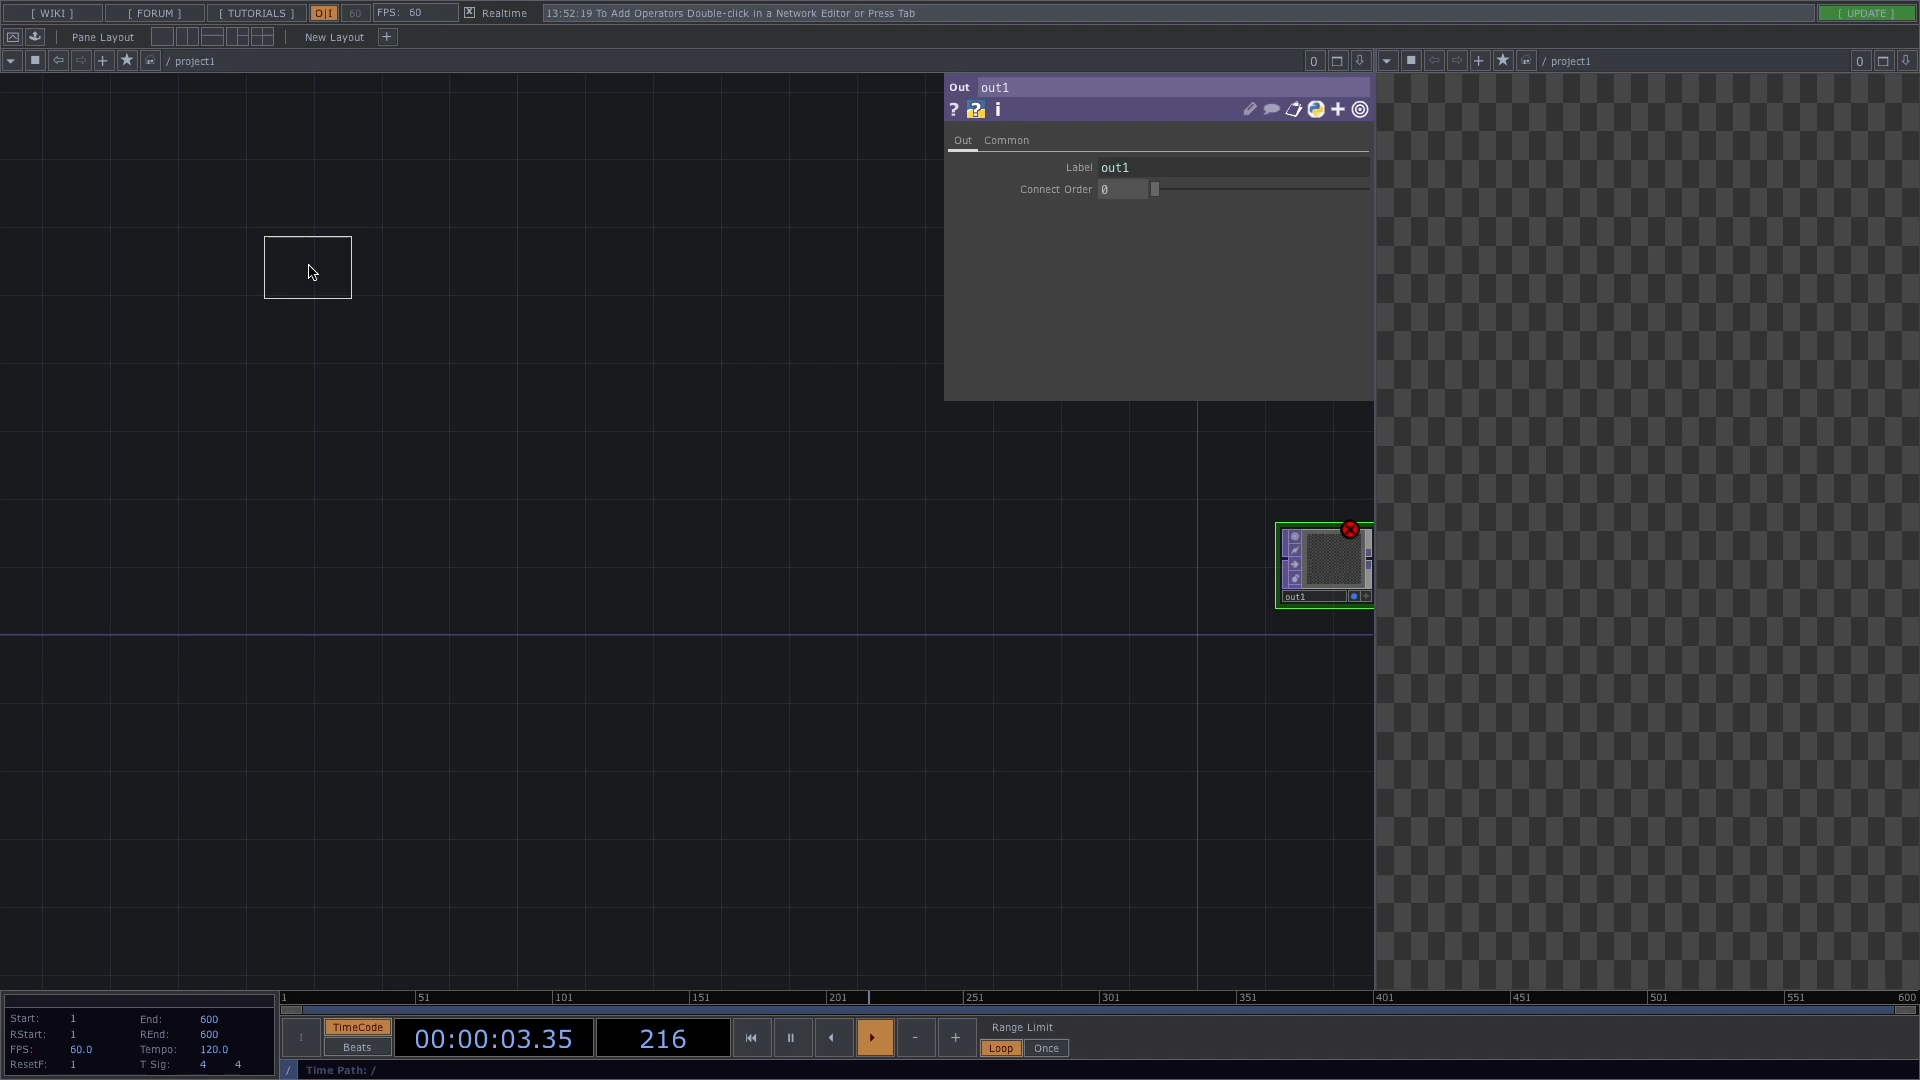 [ WIKI ] [ FORUM ] [ TUTORIALS ] O|I 60 FPS: 60 Realtime 13:52:19 To Add Operators Double-click in a Network Editor or Press Tab [ UPDATE ]
Pane Layout New Layout +
/ project1 0 / project1 0
Out out1
? ? i
Out Common
Label out1
Connect Order 0
out1
1 51 101 151 201 251 301 351 401 451 501 551 600
Start: 1 End: 600
RStart: 1 REnd: 600
FPS: 60.0 Tempo: 120.0
ResetF: 1 T Sig: 4 4
TimeCode
Beats
00:00:03.35 216 - +
Range Limit
Loop Once
/ Time Path: /